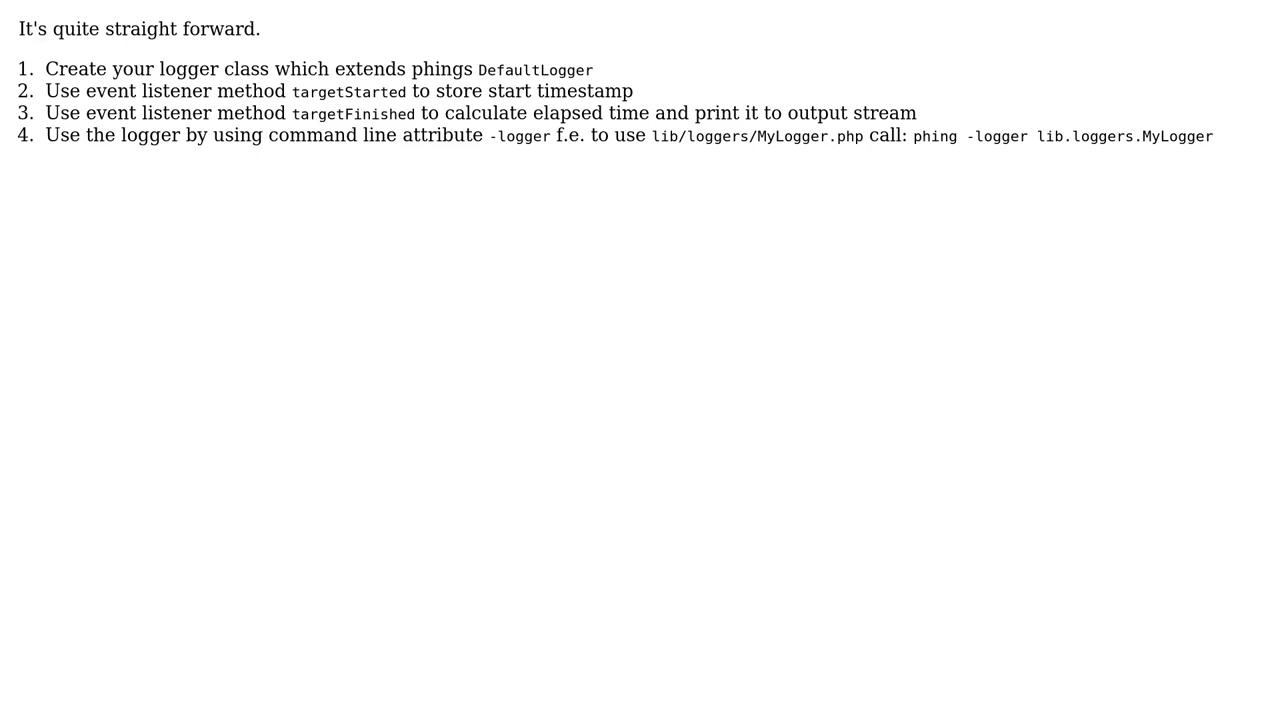 It's quite straight forward.
1. Create your logger class which extends phings DefaultLogger
2. Use event listener method targetStarted to store start timestamp
3. Use event listener method targetFinished to calculate elapsed time and print it to output stream
4. Use the logger by using command line attribute -logger f.e. to use lib/loggers/MyLogger.php call: phing -logger lib.loggers.MyLogger